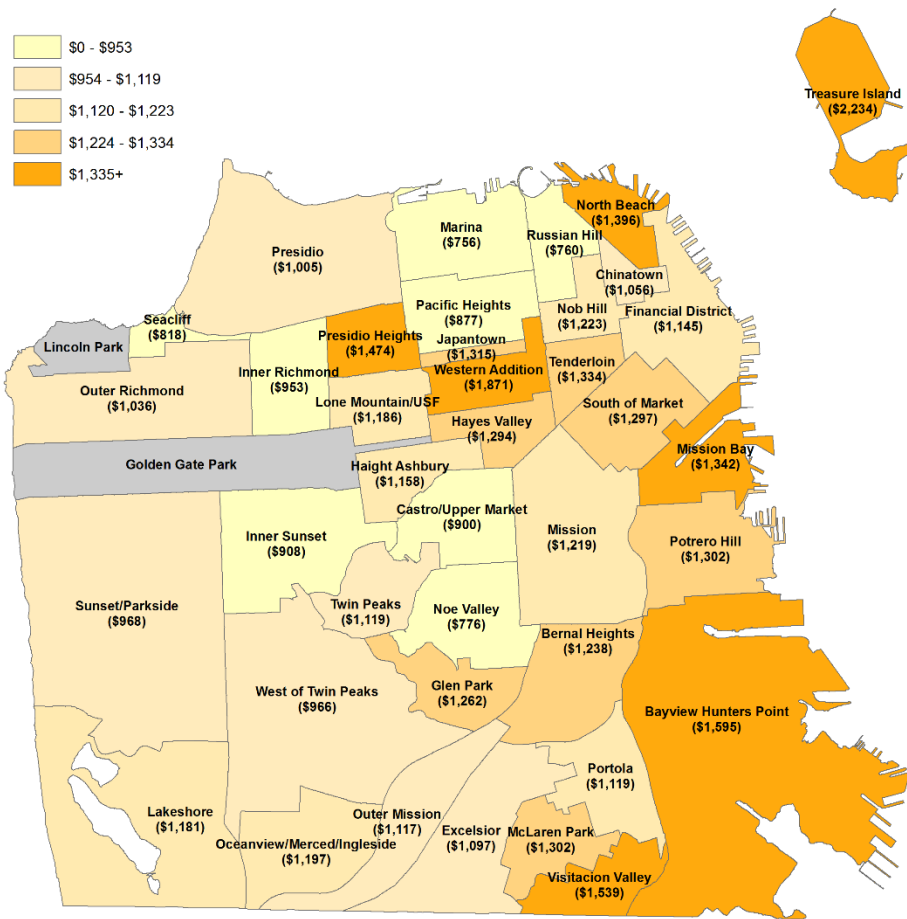 $0 - $953
$954 - $1,119
$1,120 - $1,223
$1,224 - $1,334
$1,335+
Treasure Island
($2,234)
North Beach
($1,396)
Marina
($756)
Russian Hill
($760)
Presidio
($1,005)
Chinatown
($1,056)
Pacific Heights
($877)
Nob Hill
($1,223)
Financial District
($1,145)
Seacliff
($818)
Lincoln Park
Presidio Heights
($1,474)
Japantown
($1,315)
Inner Richmond
($953)
Western Addition
($1,871)
Tenderloin
($1,334)
Outer Richmond
($1,036)
Lone Mountain/USF
($1,186)
South of Market
($1,297)
Hayes Valley
($1,294)
Mission Bay
($1,342)
Golden Gate Park
Haight Ashbury
($1,158)
Castro/Upper Market
($900)
Inner Sunset
($908)
Mission
($1,219)
Potrero Hill
($1,302)
Sunset/Parkside
($968)
Twin Peaks
($1,119)
Noe Valley
($776)
Bernal Heights
($1,238)
West of Twin Peaks
($966)
Glen Park
($1,262)
Bayview Hunters Point
($1,595)
Portola
($1,119)
Lakeshore
($1,181)
Outer Mission
($1,117)
Excelsior
($1,097)
McLaren Park
($1,302)
Oceanview/Merced/Ingleside
($1,197)
Visitacion Valley
($1,539)